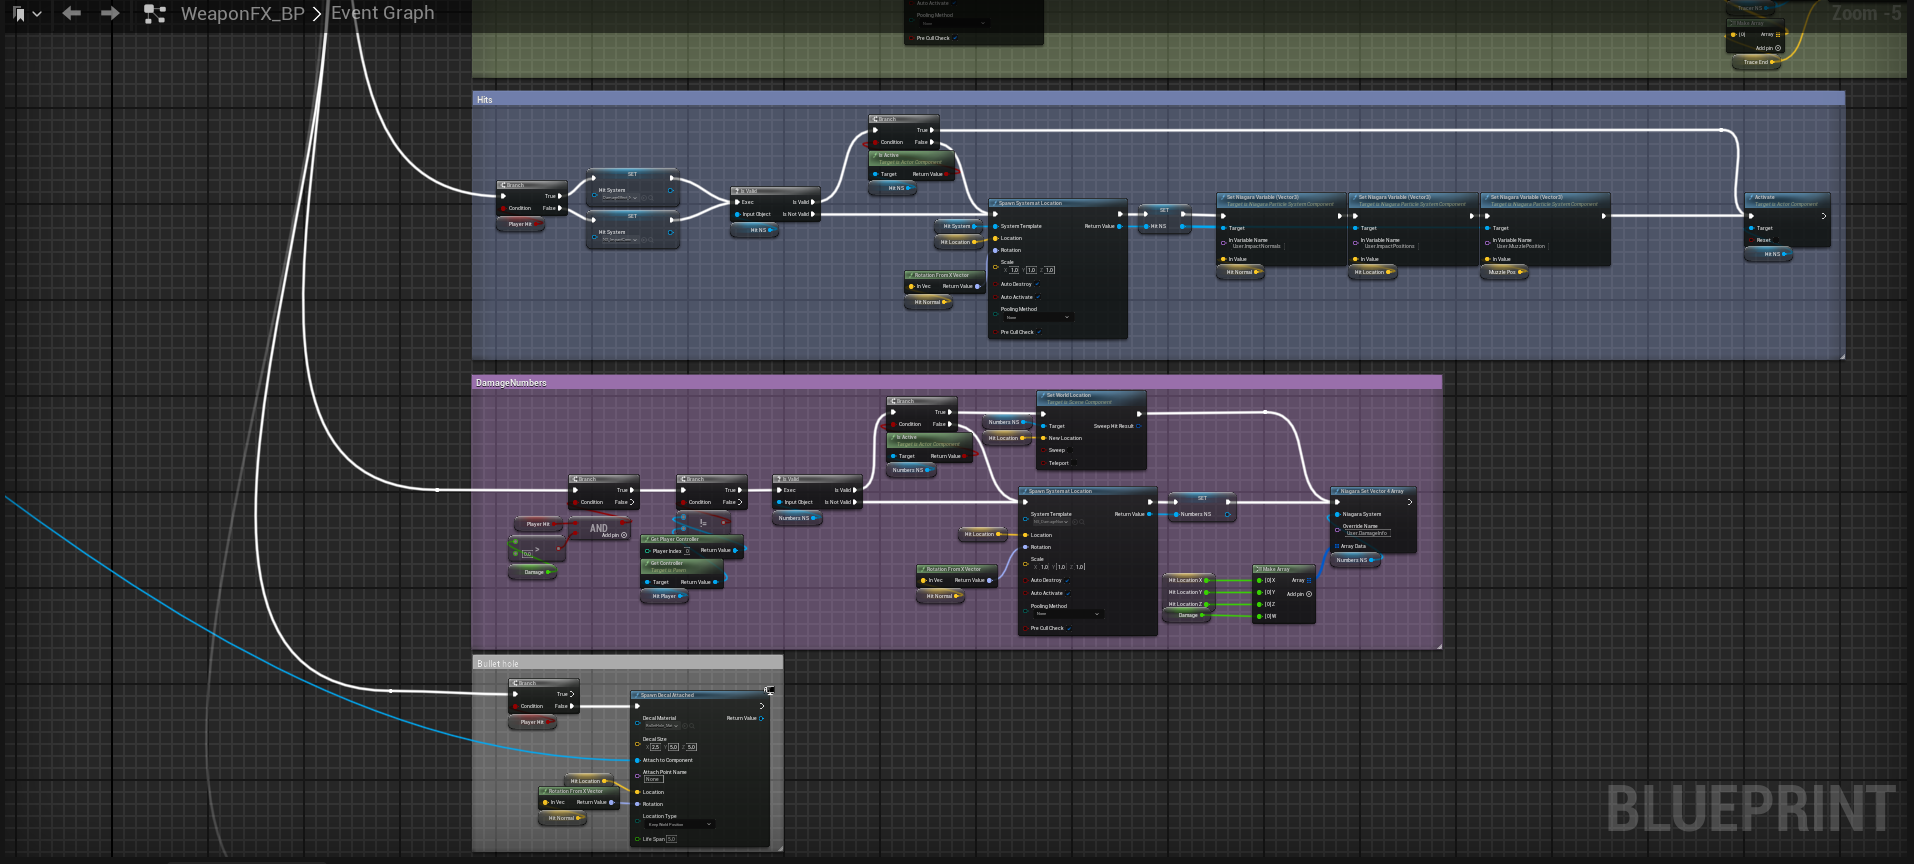 WeaponFX_BP > Event Graph
Zoom -5
Auto Activate
Pooling Method
None
Pre Cull Check
Tracer NS
Make Array
[0] Array
Add pin
Trace End
Hits
Branch
True
Condition False
Player Hit
SET
Hit System
SET
Hit System
Is Valid
Exec Is Valid
Input Object Is Not Valid
Hit NS
Branch
True
Condition False
Is Active
Target is Actor Component
Target Return Value
Hit NS
Hit System
Hit Location
Rotation From X Vector
In Vec Return Value
Hit Normal
Spawn System at Location
System Template Return Value
Location
Rotation
Scale
X 1.0 Y 1.0 Z 1.0
Auto Destroy
Auto Activate
Pooling Method
None
Pre Cull Check
SET
Hit NS
Set Niagara Variable (Vector3)
Target is Niagara Particle System Component
Target
In Variable Name
User.ImpactNormals
In Value
Hit Normal
Set Niagara Variable (Vector3)
Target is Niagara Particle System Component
Target
In Variable Name
User.ImpactPositions
In Value
Hit Location
Set Niagara Variable (Vector3)
Target is Niagara Particle System Component
Target
In Variable Name
User.MuzzlePosition
In Value
Muzzle Pos
Activate
Target is Actor Component
Target
Reset
Hit NS
DamageNumbers
Branch
True
Condition False
Player Hit
AND
Add pin
>
0.0
Damage
Branch
True
Condition False
!=
Get Player Controller
Player Index 0 Return Value
Get Controller
Target is Pawn
Target Return Value
Hit Player
Is Valid
Exec Is Valid
Input Object Is Not Valid
Numbers NS
Branch
True
Condition False
Is Active
Target is Actor Component
Target Return Value
Numbers NS
Numbers NS
Hit Location
Set World Location
Target is Scene Component
Target Sweep Hit Result
New Location
Sweep
Teleport
Hit Location
Rotation From X Vector
In Vec Return Value
Hit Normal
Spawn System at Location
System Template Return Value
Location
Rotation
Scale
X 1.0 Y 1.0 Z 1.0
Auto Destroy
Auto Activate
Pooling Method
None
Pre Cull Check
SET
Numbers NS
Hit Location X
Hit Location Y
Hit Location Z
Damage
Make Array
[0] X Array
[0] Y
Add pin
[0] Z
[0] W
Niagara Set Vector 4 Array
Niagara System
Override Name
User.DamageInfo
Array Data
Numbers NS
Bullet hole
Branch
True
Condition False
Player Hit
Spawn Decal Attached
Decal Material Return Value
Decal Size
X 2.5 Y 5.0 Z 5.0
Attach to Component
Attach Point Name
None
Location
Rotation
Location Type
Keep World Position
Life Span 5.0
Hit Location
Rotation From X Vector
In Vec Return Value
Hit Normal
BLUEPRINT